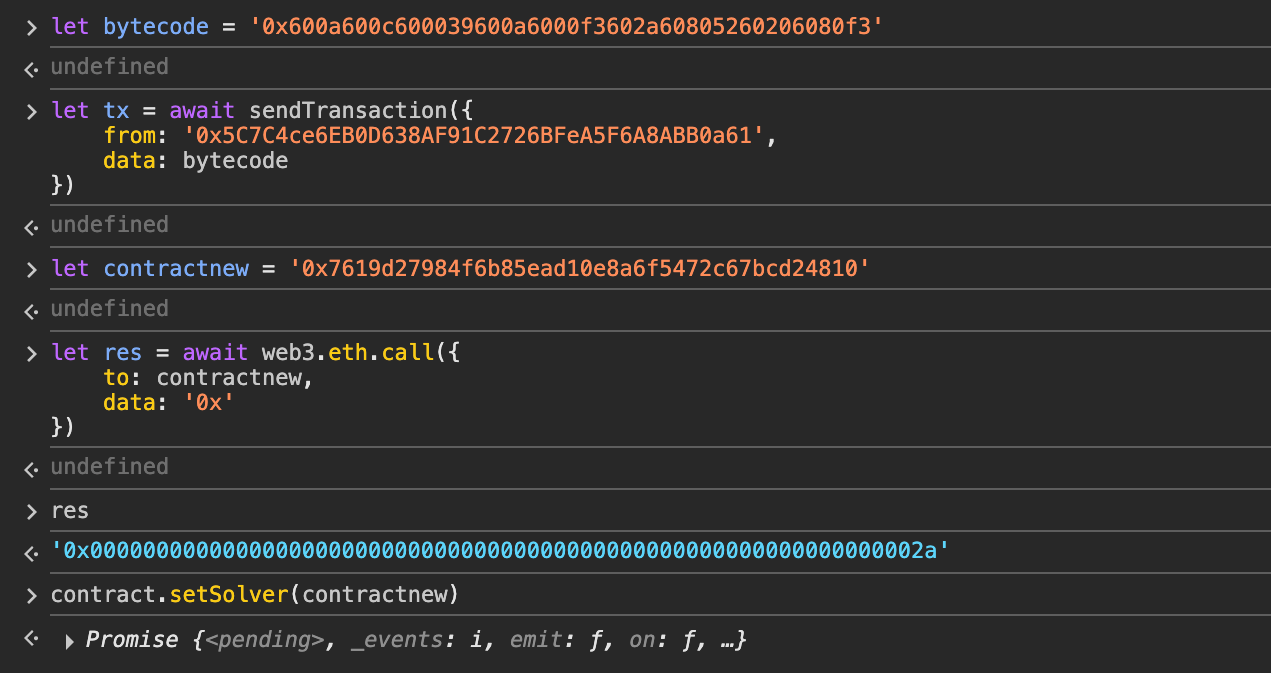 > let bytecode = '0x600a600c600039600a6000f3602a60805260206080f3'
< undefined
> let tx = await sendTransaction({
from: '0x5C7C4ce6EB0D638AF91C2726BFeA5F6A8ABB0a61',
data: bytecode
})
< undefined
> let contractnew = '0x7619d27984f6b85ead10e8a6f5472c67bcd24810'
< undefined
> let res = await web3.eth.call({
to: contractnew,
data: '0x'
})
< undefined
> res
< '0x000000000000000000000000000000000000000000000000000000000000002a'
> contract.setSolver(contractnew)
< ▸ Promise {<pending>, _events: i, emit: ƒ, on: ƒ, …}